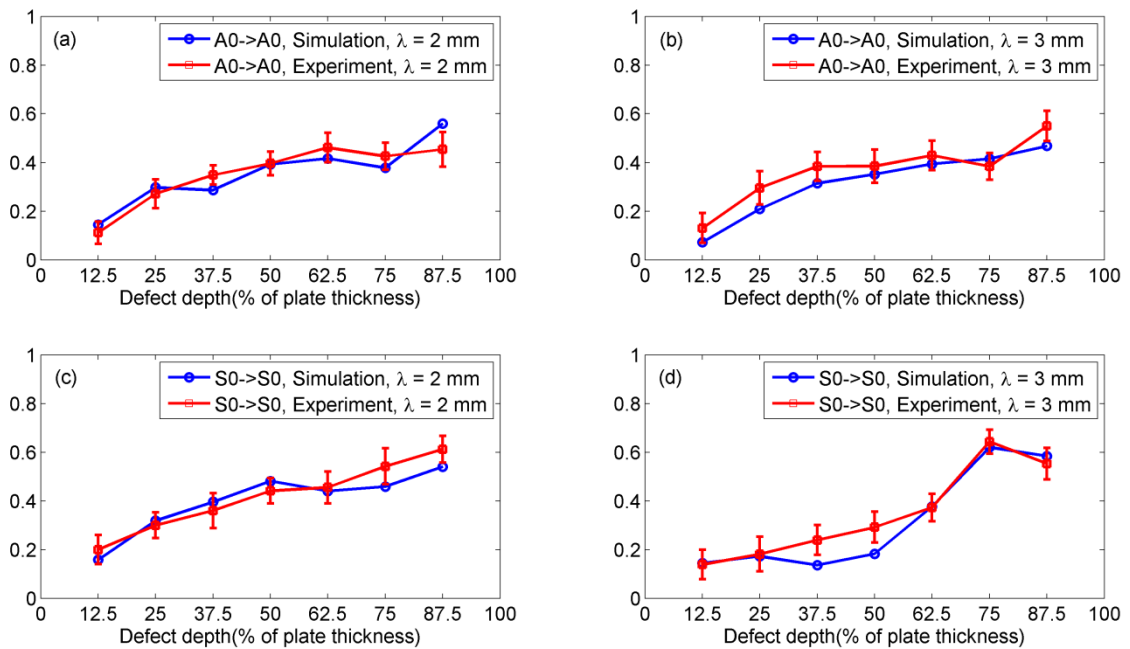 (a)
A0->A0, Simulation, λ = 2 mm
A0->A0, Experiment, λ = 2 mm
1
0.8
0.6
0.4
0.2
0
0 12.5 25 37.5 50 62.5 75 87.5 100
Defect depth(% of plate thickness)
(b)
A0->A0, Simulation, λ = 3 mm
A0->A0, Experiment, λ = 3 mm
1
0.8
0.6
0.4
0.2
0
0 12.5 25 37.5 50 62.5 75 87.5 100
Defect depth(% of plate thickness)
(c)
S0->S0, Simulation, λ = 2 mm
S0->S0, Experiment, λ = 2 mm
1
0.8
0.6
0.4
0.2
0
0 12.5 25 37.5 50 62.5 75 87.5 100
Defect depth(% of plate thickness)
(d)
S0->S0, Simulation, λ = 3 mm
S0->S0, Experiment, λ = 3 mm
1
0.8
0.6
0.4
0.2
0
0 12.5 25 37.5 50 62.5 75 87.5 100
Defect depth(% of plate thickness)